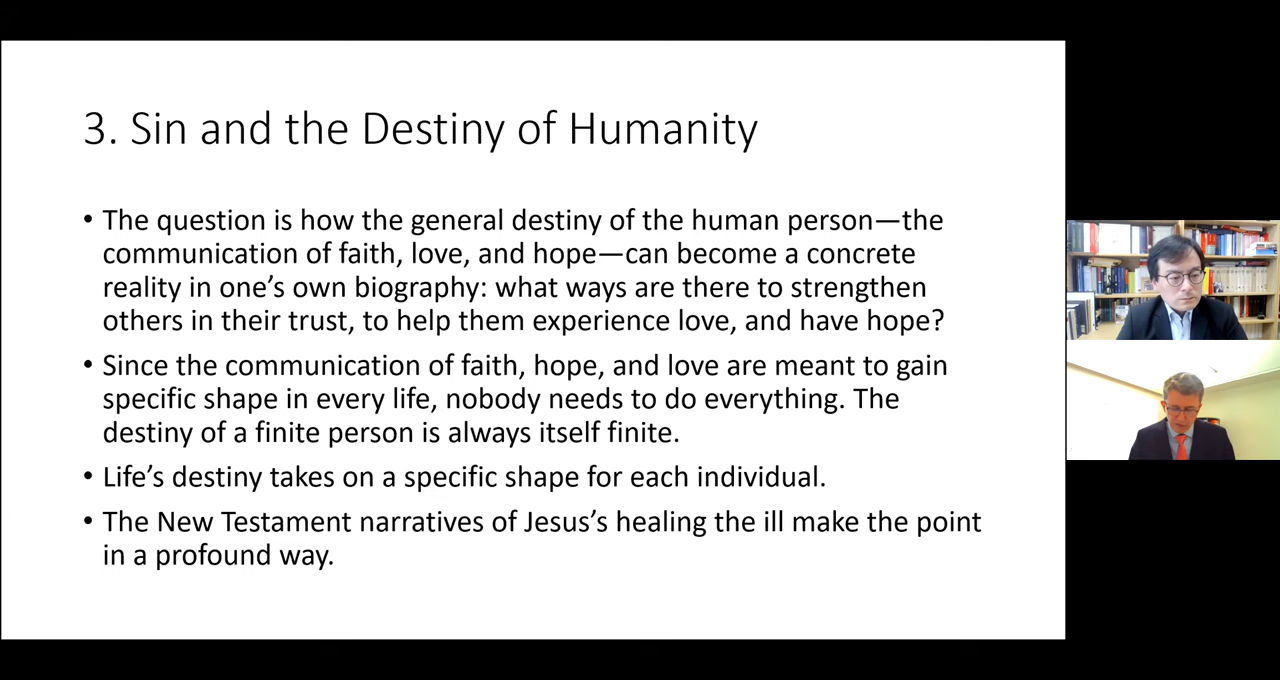 3. Sin and the Destiny of Humanity
• The question is how the general destiny of the human person—the
communication of faith, love, and hope—can become a concrete
reality in one’s own biography: what ways are there to strengthen
others in their trust, to help them experience love, and have hope?
• Since the communication of faith, hope, and love are meant to gain
specific shape in every life, nobody needs to do everything. The
destiny of a finite person is always itself finite.
• Life’s destiny takes on a specific shape for each individual.
• The New Testament narratives of Jesus’s healing the ill make the point
in a profound way.